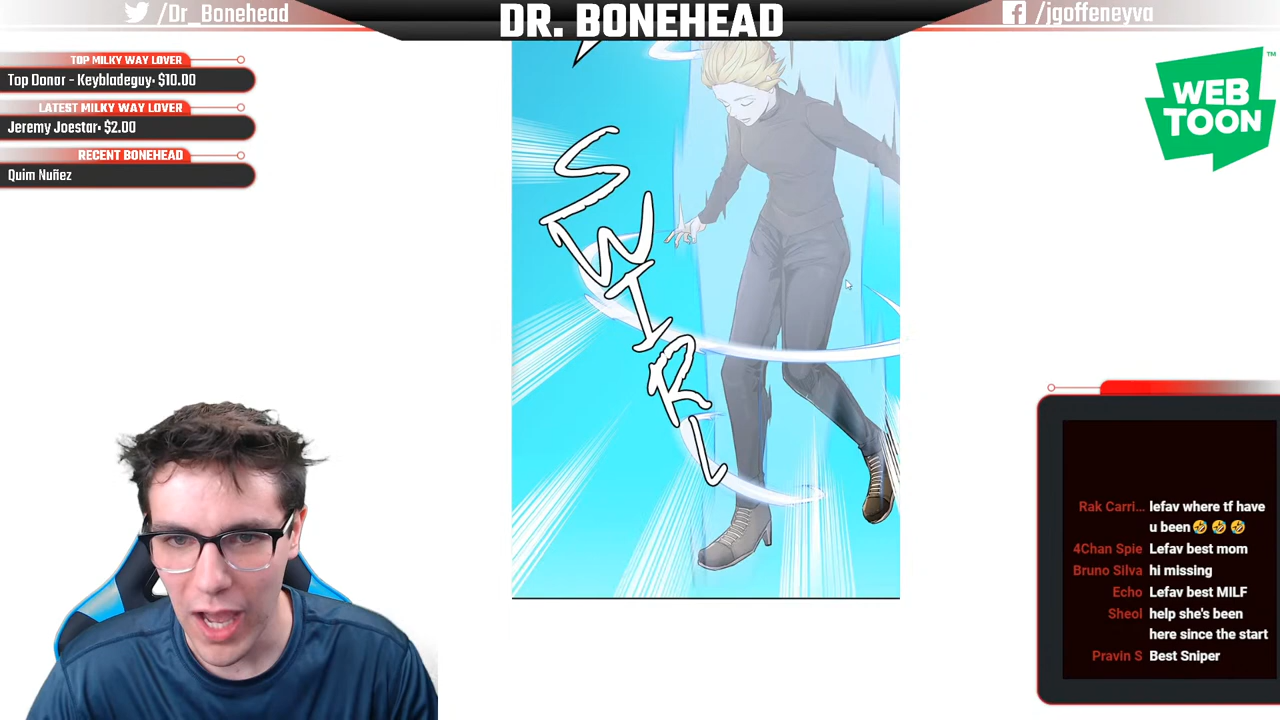 /Dr_Bonehead
DR. BONEHEAD
/jgoffeneyva
TOP MILKY WAY LOVER
Top Donor - Keybladeguy: $10.00
LATEST MILKY WAY LOVER
Jeremy Joestar: $2.00
RECENT BONEHEAD
Quim Nuñez
WEB
TOON
TM
SWIRL
Rak Carri... lefav where tf have
u been🤣 🤣 🤣
4Chan Spie Lefav best mom
Bruno Silva hi missing
Echo Lefav best MILF
Sheol help she's been
here since the start
Pravin S Best Sniper